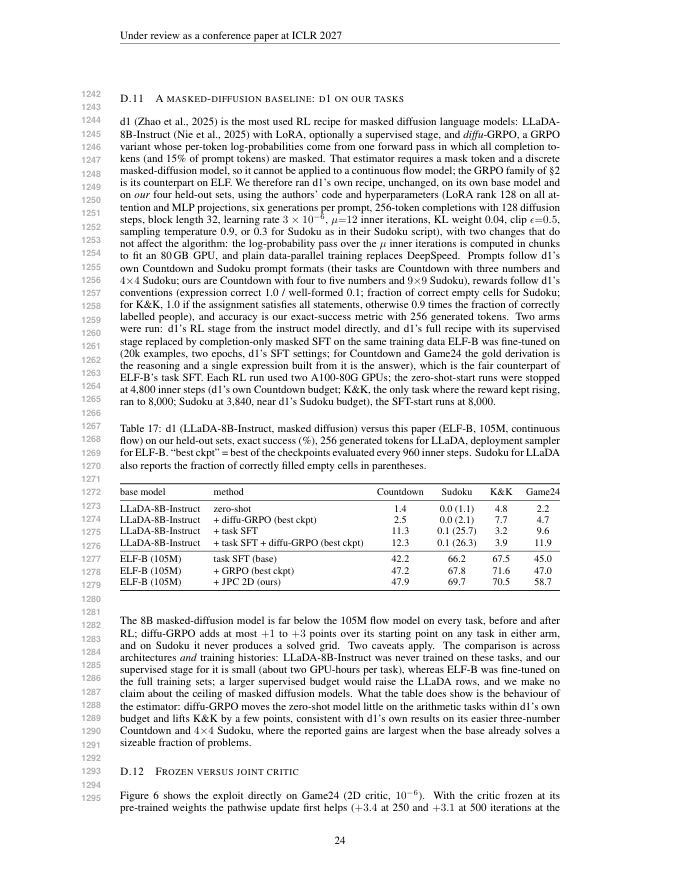 Under review as a conference paper at ICLR 2027
1242
1243 D.11 A MASKED-DIFFUSION BASELINE: D1 ON OUR TASKS
1244 d1 (Zhao et al., 2025) is the most used RL recipe for masked diffusion language models: LLaDA-
1245 8B-Instruct (Nie et al., 2025) with LoRA, optionally a supervised stage, and diffu-GRPO, a GRPO
1246 variant whose per-token log-probabilities come from one forward pass in which all completion to-
1247 kens (and 15% of prompt tokens) are masked. That estimator requires a mask token and a discrete
1248 masked-diffusion model, so it cannot be applied to a continuous flow model; the GRPO family of §2
1249 is its counterpart on ELF. We therefore ran d1's own recipe, unchanged, on its own base model and
1250 on our four held-out sets, using the authors' code and hyperparameters (LoRA rank 128 on all at-
1251 tention and MLP projections, six generations per prompt, 256-token completions with 128 diffusion
1252 steps, block length 32, learning rate 3 × 10⁻⁶, μ=12 inner iterations, KL weight 0.04, clip ϵ=0.5,
1253 sampling temperature 0.9, or 0.3 for Sudoku as in their Sudoku script), with two changes that do
1254 not affect the algorithm: the log-probability pass over the μ inner iterations is computed in chunks
1255 to fit an 80 GB GPU, and plain data-parallel training replaces DeepSpeed. Prompts follow d1's
1256 own Countdown and Sudoku prompt formats (their tasks are Countdown with three numbers and
1257 4×4 Sudoku; ours are Countdown with four to five numbers and 9×9 Sudoku), rewards follow d1's
1258 conventions (expression correct 1.0 / well-formed 0.1; fraction of correct empty cells for Sudoku;
1259 for K&K, 1.0 if the assignment satisfies all statements, otherwise 0.9 times the fraction of correctly
1260 labelled people), and accuracy is our exact-success metric with 256 generated tokens. Two arms
1261 were run: d1's RL stage from the instruct model directly, and d1's full recipe with its supervised
1262 stage replaced by completion-only masked SFT on the same training data ELF-B was fine-tuned on
1263 (20k examples, two epochs, d1's SFT settings; for Countdown and Game24 the gold derivation is
1264 the reasoning and a single expression built from it is the answer), which is the fair counterpart of
1265 ELF-B's task SFT. Each RL run used two A100-80G GPUs; the zero-shot-start runs were stopped
1266 at 4,800 inner steps (d1's own Countdown budget; K&K, the only task where the reward kept rising,
ran to 8,000; Sudoku at 3,840, near d1's Sudoku budget), the SFT-start runs at 8,000.
1267
1268 Table 17: d1 (LLaDA-8B-Instruct, masked diffusion) versus this paper (ELF-B, 105M, continuous
1269 flow) on our held-out sets, exact success (%), 256 generated tokens for LLaDA, deployment sampler
1270 for ELF-B. "best ckpt" = best of the checkpoints evaluated every 960 inner steps. Sudoku for LLaDA
also reports the fraction of correctly filled empty cells in parentheses.
1271
1272 base model method Countdown Sudoku K&K Game24
1273 LLaDA-8B-Instruct zero-shot 1.4 0.0 (1.1) 4.8 2.2
1274 LLaDA-8B-Instruct + diffu-GRPO (best ckpt) 2.5 0.0 (2.1) 7.7 4.7
1275 LLaDA-8B-Instruct + task SFT 11.3 0.1 (25.7) 3.2 9.6
1276 LLaDA-8B-Instruct + task SFT + diffu-GRPO (best ckpt) 12.3 0.1 (26.3) 3.9 11.9
1277 ELF-B (105M) task SFT (base) 42.2 66.2 67.5 45.0
1278 ELF-B (105M) + GRPO (best ckpt) 47.2 67.8 71.6 47.0
1279 ELF-B (105M) + JPC 2D (ours) 47.9 69.7 70.5 58.7
1280
1281
1282 The 8B masked-diffusion model is far below the 105M flow model on every task, before and after
1283 RL; diffu-GRPO adds at most +1 to +3 points over its starting point on any task in either arm,
1284 and on Sudoku it never produces a solved grid. Two caveats apply. The comparison is across
1285 architectures and training histories: LLaDA-8B-Instruct was never trained on these tasks, and our
1286 supervised stage for it is small (about two GPU-hours per task), whereas ELF-B was fine-tuned on
1287 the full training sets; a larger supervised budget would raise the LLaDA rows, and we make no
1288 claim about the ceiling of masked diffusion models. What the table does show is the behaviour of
1289 the estimator: diffu-GRPO moves the zero-shot model little on the arithmetic tasks within d1's own
1290 budget and lifts K&K by a few points, consistent with d1's own results on its easier three-number
1291 Countdown and 4×4 Sudoku, where the reported gains are largest when the base already solves a
sizeable fraction of problems.
1292
1293 D.12 FROZEN VERSUS JOINT CRITIC
1294
1295 Figure 6 shows the exploit directly on Game24 (2D critic, 10⁻⁶). With the critic frozen at its
pre-trained weights the pathwise update first helps (+3.4 at 250 and +3.1 at 500 iterations at the
24